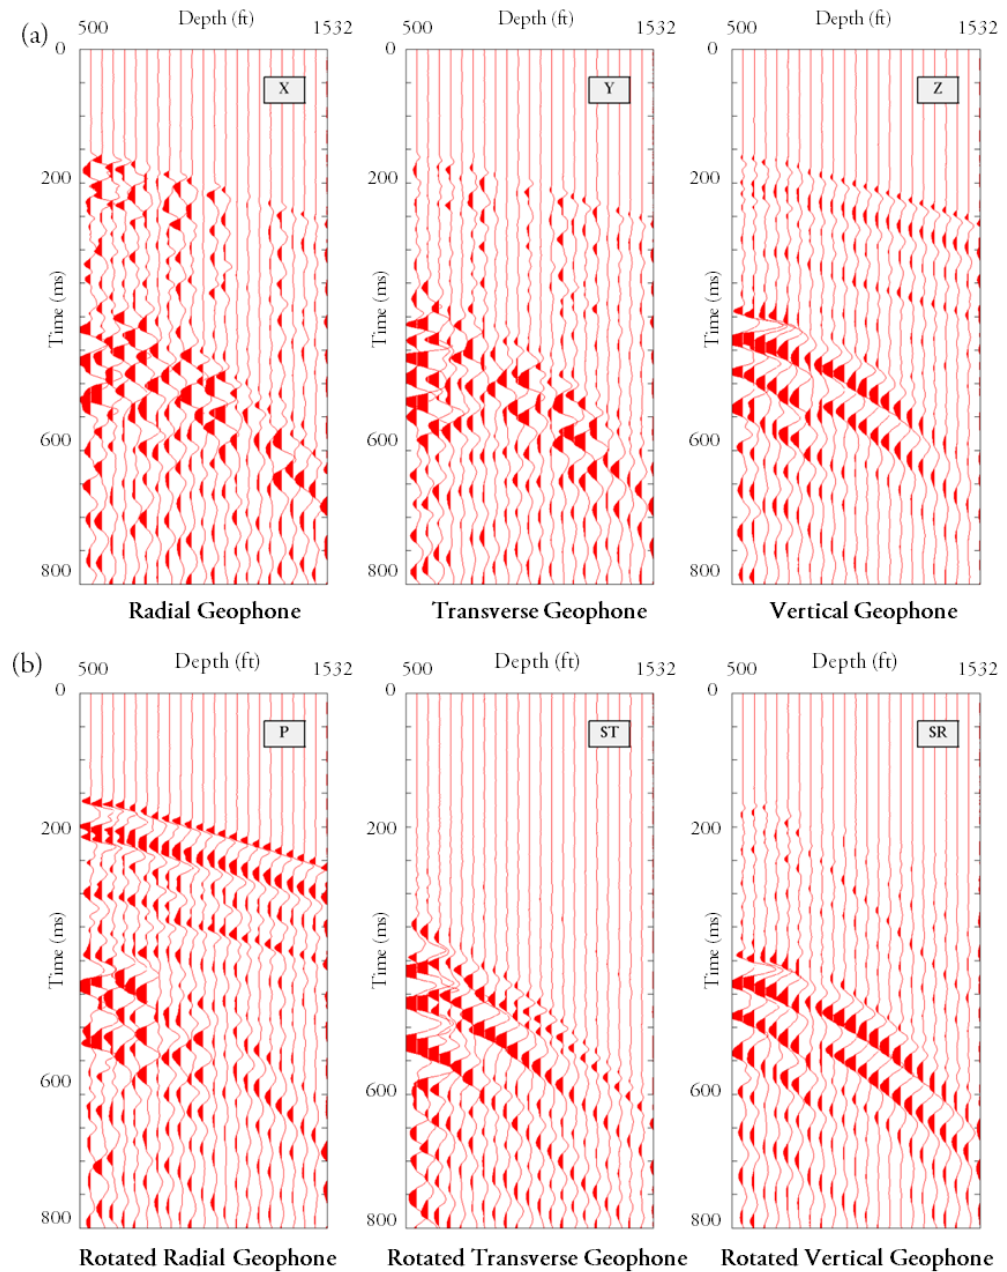 (a)
Depth (ft) Depth (ft) Depth (ft)
500 1532 500 1532 500 1532
0 0 0
X Y Z
200 200 200
Time (ms) Time (ms) Time (ms)
600 600 600
800 800 800
Radial Geophone Transverse Geophone Vertical Geophone
(b)
Depth (ft) Depth (ft) Depth (ft)
500 1532 500 1532 500 1532
0 0 0
P ST SR
200 200 200
Time (ms) Time (ms) Time (ms)
600 600 600
800 800 800
Rotated Radial Geophone Rotated Transverse Geophone Rotated Vertical Geophone